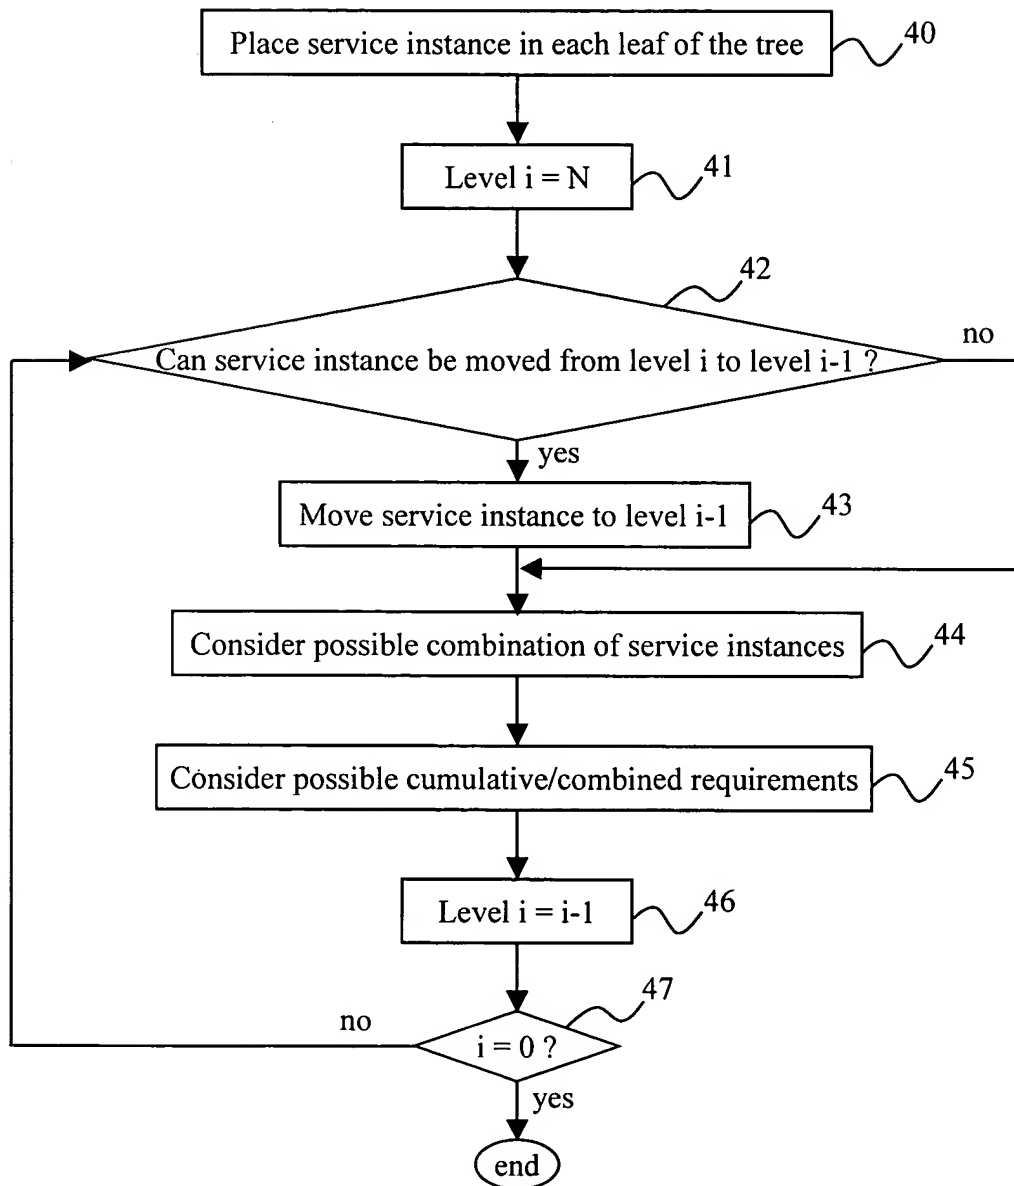 Place service instance in each leaf of the tree
40
Level i = N
41
42
Can service instance be moved from level i to level i-1 ?
no
yes
Move service instance to level i-1
43
Consider possible combination of service instances
44
Consider possible cumulative/combined requirements
45
Level i = i-1
46
47
no
i = 0 ?
yes
end